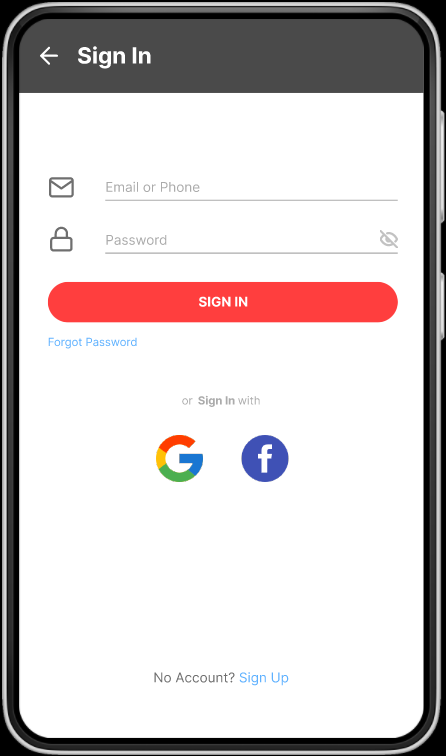 Sign In
Email or Phone
Password
SIGN IN
Forgot Password
or Sign In with
No Account? Sign Up